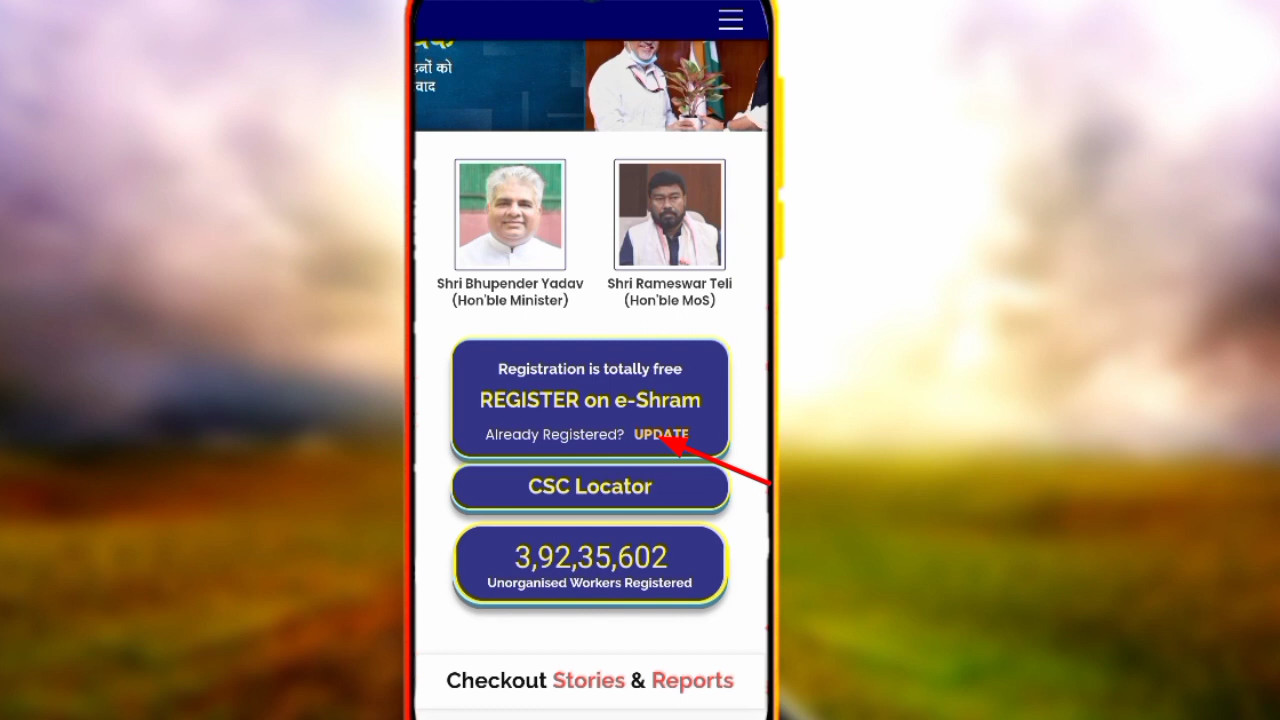 डनों को
वाद
Shri Bhupender Yadav
(Hon'ble Minister)
Shri Rameswar Teli
(Hon'ble MoS)
Registration is totally free
REGISTER on e-Shram
Already Registered? UPDATE
CSC Locator
3,92,35,602
Unorganised Workers Registered
Checkout Stories & Reports